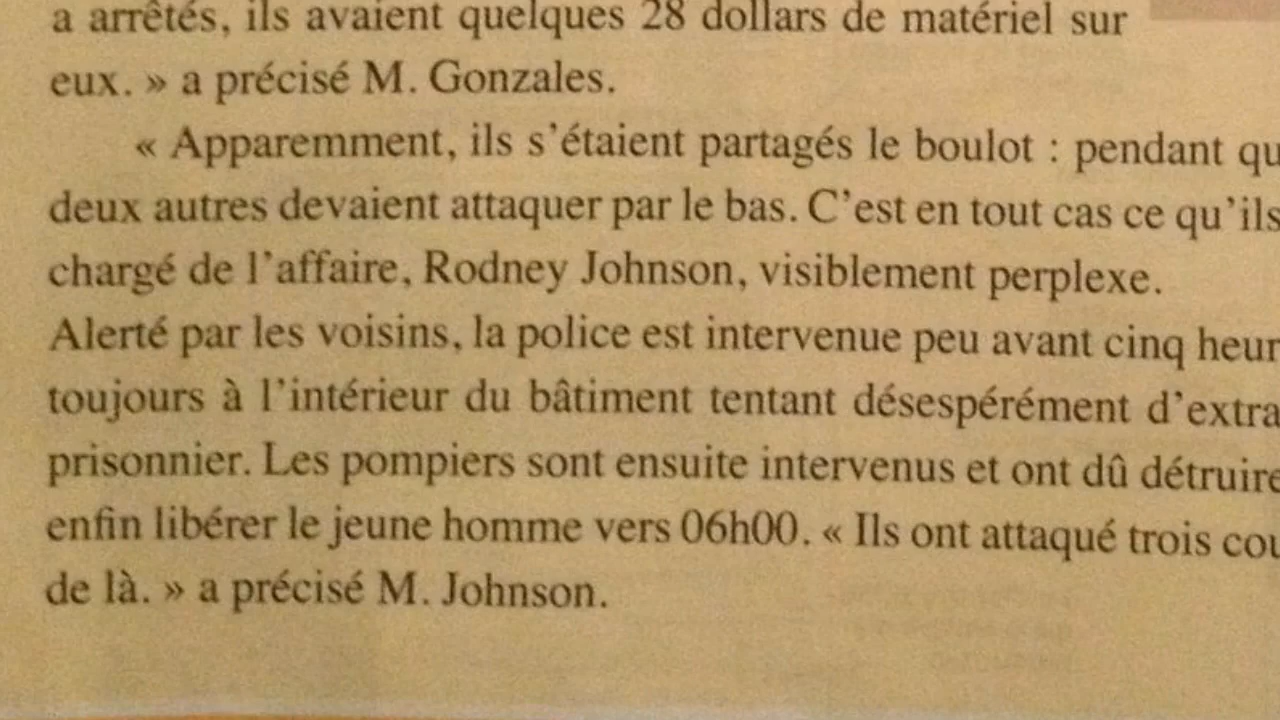 a arrêtés, ils avaient quelques 28 dollars de matériel sur
eux. » a précisé M. Gonzales.
« Apparemment, ils s'étaient partagés le boulot : pendant
deux autres devaient attaquer par le bas. C'est en tout cas ce qu'ils
chargé de l'affaire, Rodney Johnson, visiblement perplexe.
Alerté par les voisins, la police est intervenue peu avant cinq
toujours à l'intérieur du bâtiment tentant désespérément
prisonnier. Les pompiers sont ensuite intervenus et ont dû détruire
enfin libérer le jeune homme vers 06h00. « Ils ont attaqué trois
de là. » a précisé M. Johnson.